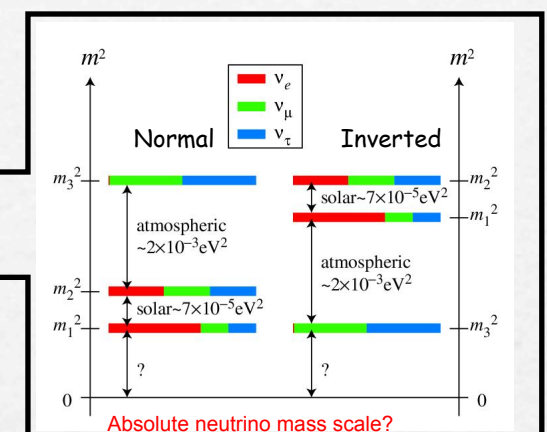 m²
m²
νe
νμ
ντ
Normal
Inverted
m₃²
m₂²
solar~7×10⁻⁵eV²
m₁²
atmospheric
~2×10⁻³eV²
atmospheric
~2×10⁻³eV²
m₂²
solar~7×10⁻⁵eV²
m₁²
m₃²
?
?
0
0
Absolute neutrino mass scale?